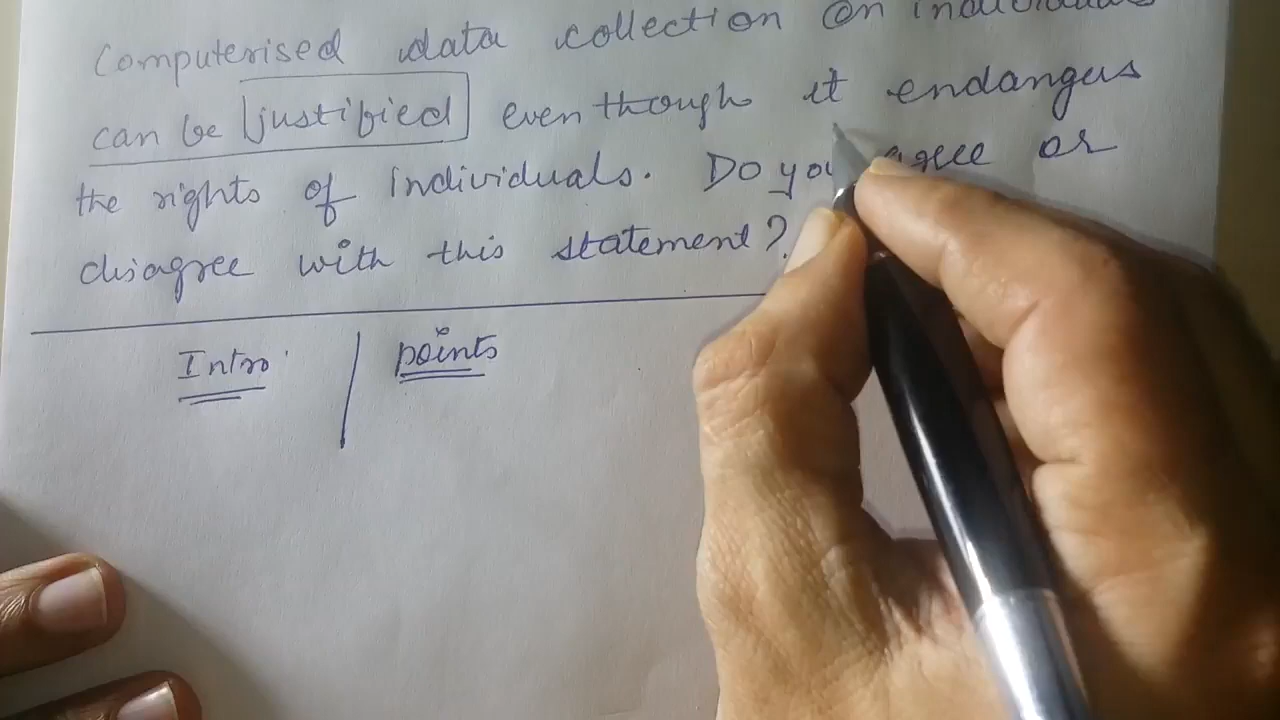 Computerised data collection on individuals
can be justified even though it endangers
the rights of individuals. Do you agree or
disagree with this statement?
Intro points